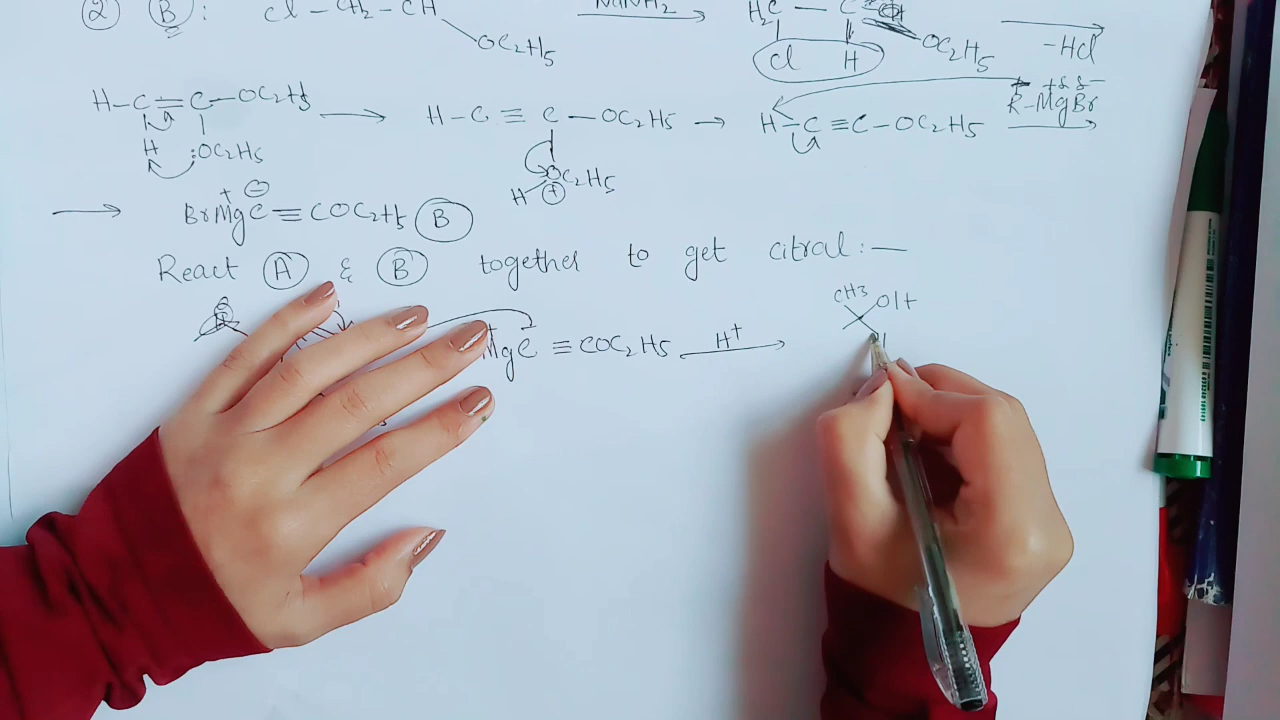 ② Ⓑ : Cl – CH₂ – CH NaNH₂ H₂C – C
OC₂H₅ Cl H OC₂H₅ –HCl
H–C=C–OC₂H₅ → H–C≡C–OC₂H₅ → H–C≡C–OC₂H₅ R–MgBr
H :OC₂H₅ H OC₂H₅ ⊕
→ BrMgC≡COC₂H₅ Ⓑ
React Ⓐ & Ⓑ together to get citral :—
MgC≡COC₂H₅ H⁺ CH3 OH